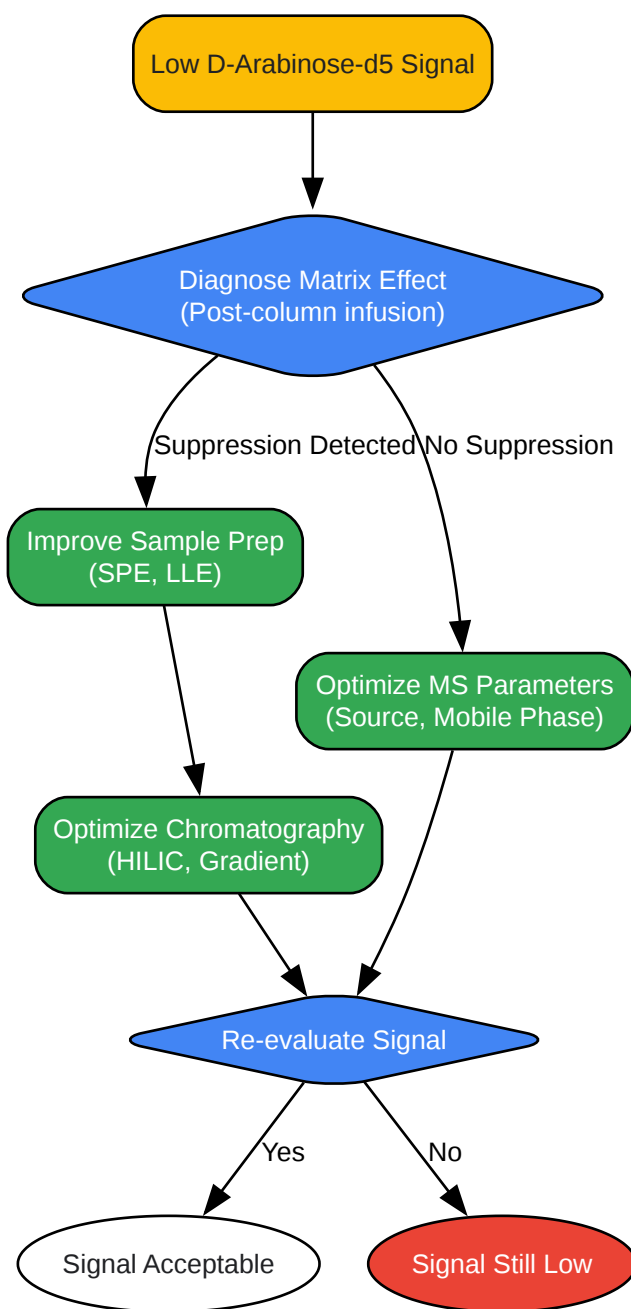 Low D-Arabinose-d5 Signal
Diagnose Matrix Effect
(Post-column infusion)
Suppression Detected
No Suppression
Improve Sample Prep
(SPE, LLE)
Optimize MS Parameters
(Source, Mobile Phase)
Optimize Chromatography
(HILIC, Gradient)
Re-evaluate Signal
Yes
No
Signal Acceptable
Signal Still Low